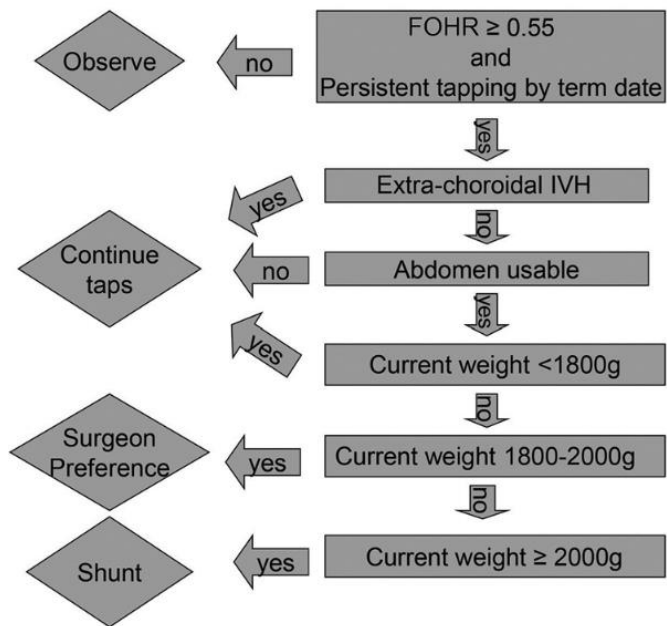 FOHR ≥ 0.55
and
Persistent tapping by term date
no
Observe
yes
Extra-choroidal IVH
yes
no
Continue
taps
no
Abdomen usable
yes
yes
Current weight <1800g
no
Surgeon
Preference
yes
Current weight 1800-2000g
no
Shunt
yes
Current weight ≥ 2000g